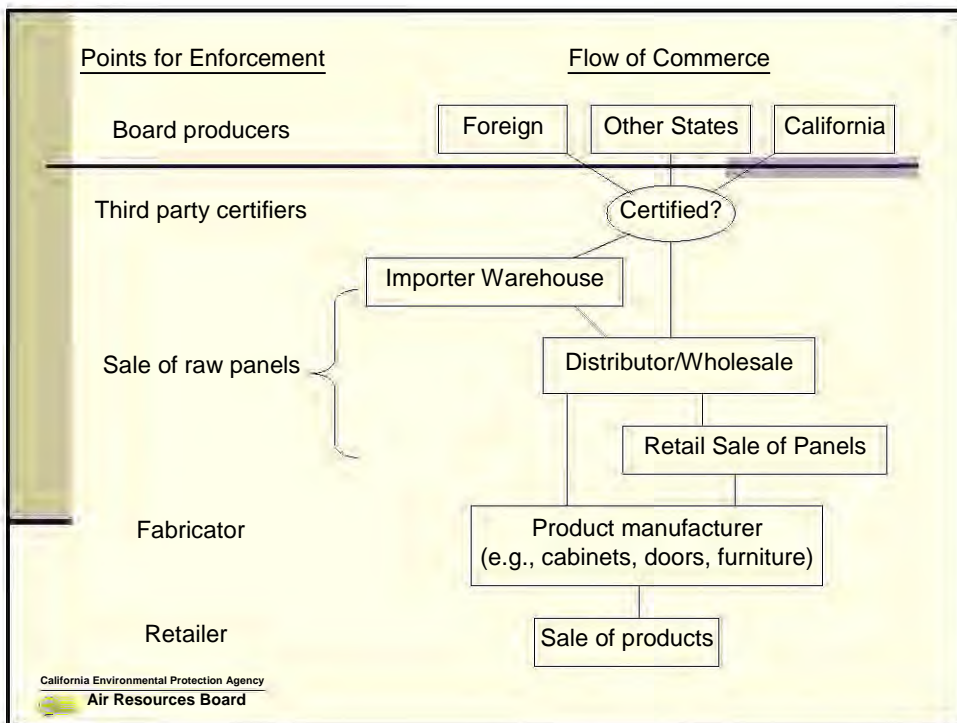 Points for Enforcement
Flow of Commerce
Board producers
Foreign
Other States
California
Third party certifiers
Certified?
Importer Warehouse
Sale of raw panels
Distributor/Wholesale
Retail Sale of Panels
Fabricator
Product manufacturer
(e.g., cabinets, doors, furniture)
Retailer
Sale of products
California Environmental Protection Agency
Air Resources Board